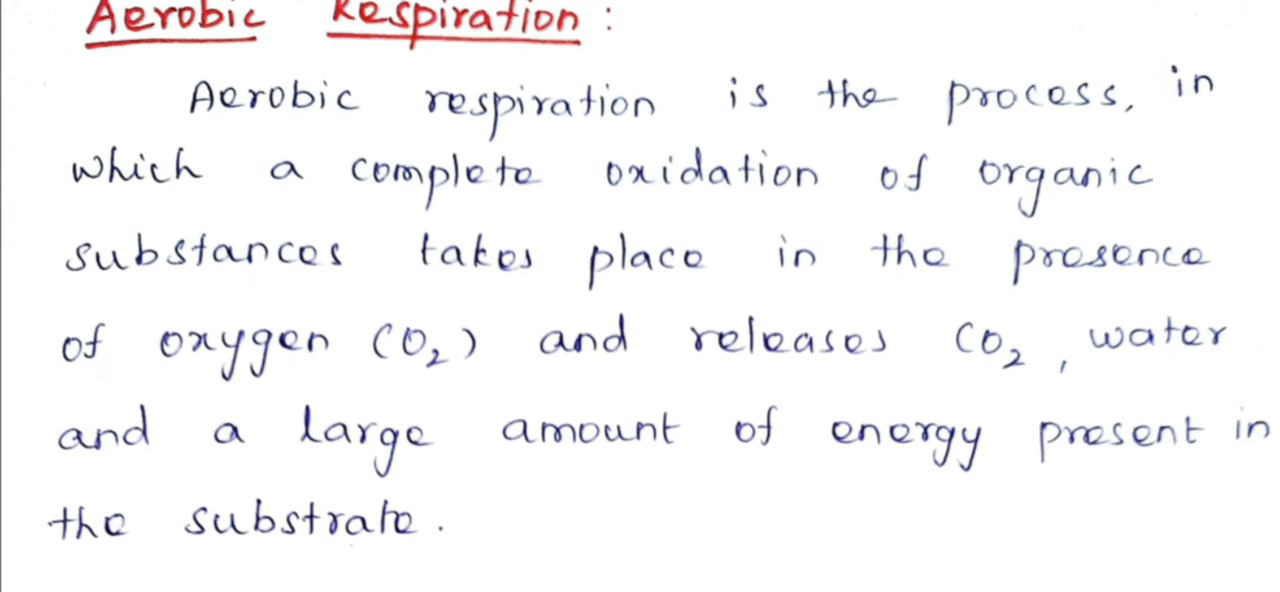 Aerobic Respiration :
Aerobic respiration is the process, in
which a complete oxidation of organic
substances takes place in the presence
of oxygen (O₂) and releases CO₂, water
and a large amount of energy present in
the substrate.